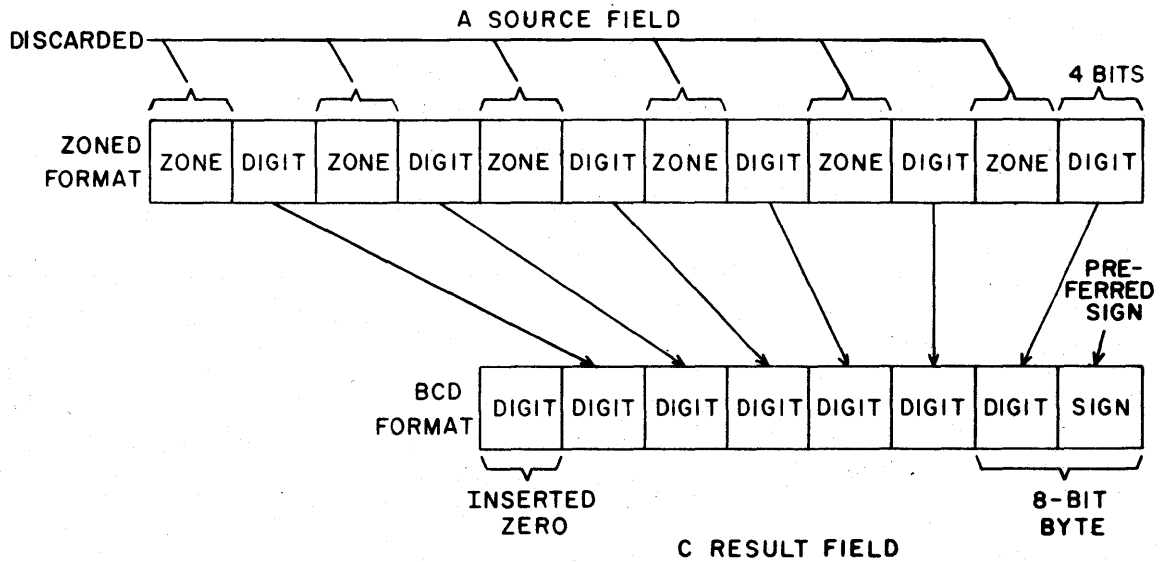 A SOURCE FIELD
DISCARDED
4 BITS
ZONED
FORMAT
ZONE DIGIT ZONE DIGIT ZONE DIGIT ZONE DIGIT ZONE DIGIT ZONE DIGIT
PRE-
FERRED
SIGN
BCD
FORMAT
DIGIT DIGIT DIGIT DIGIT DIGIT DIGIT DIGIT SIGN
INSERTED
ZERO
8-BIT
BYTE
C RESULT FIELD